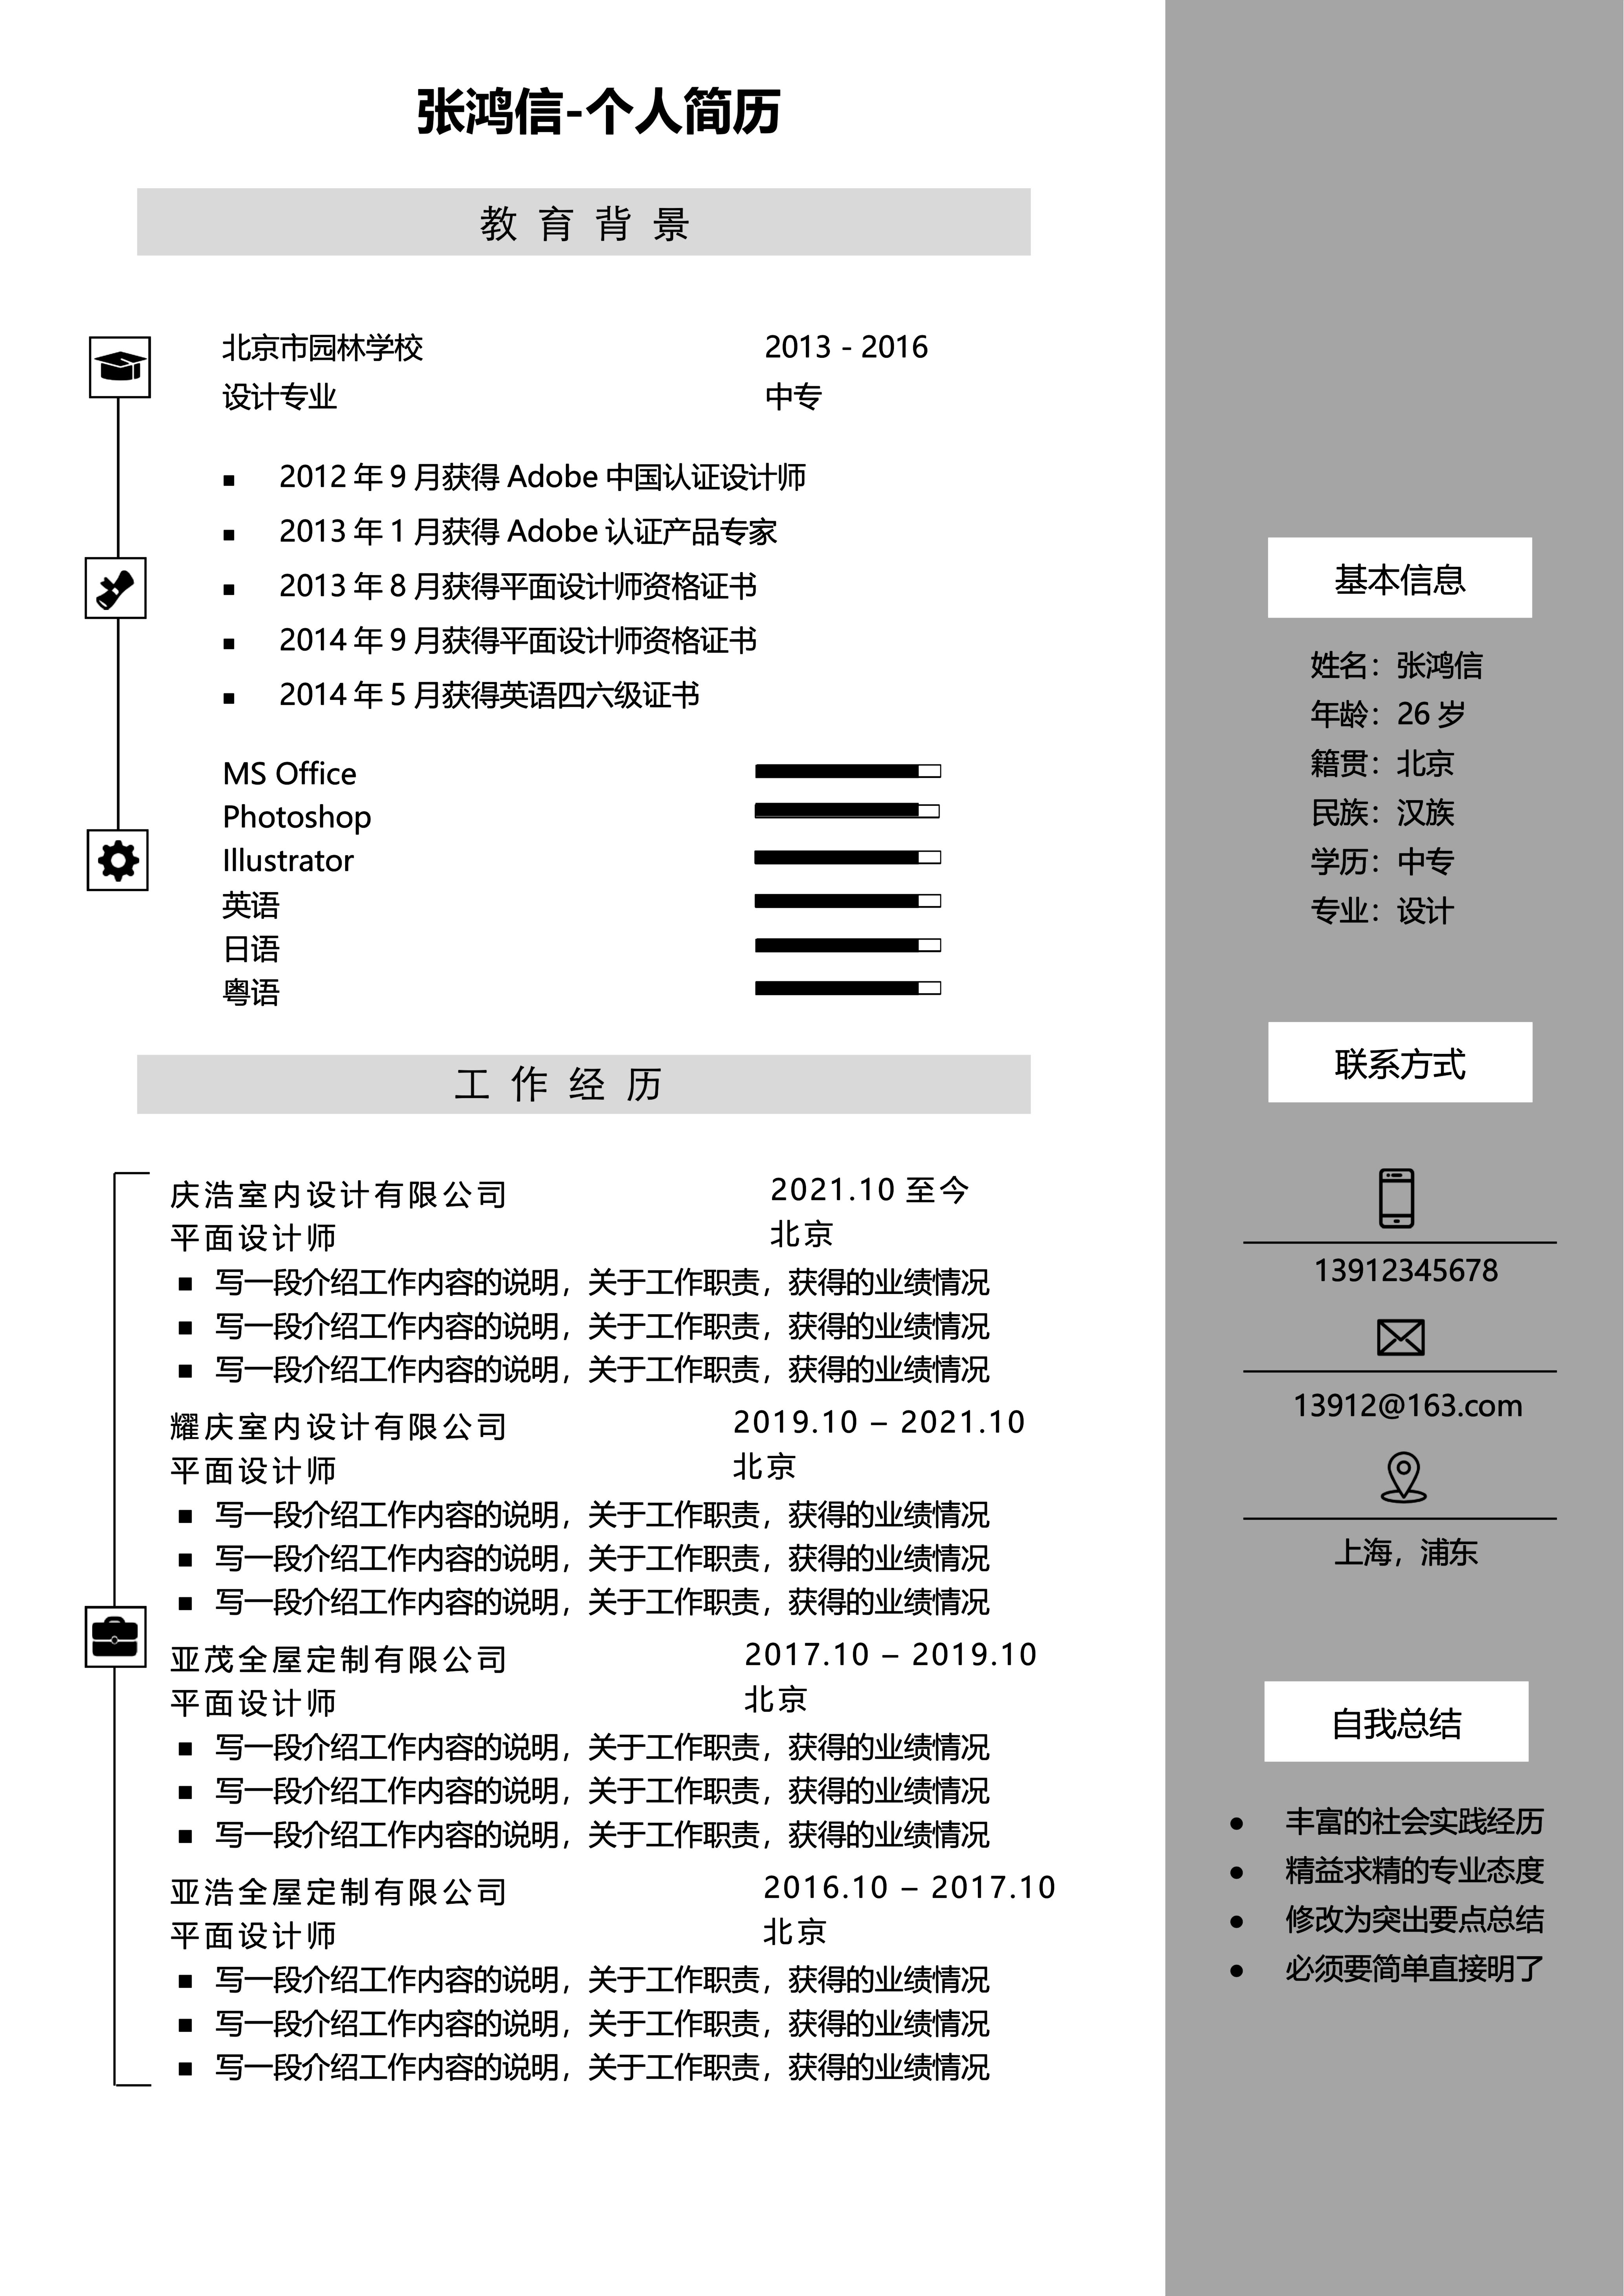 张鸿信-个人简历
教育背景
北京市园林学校 2013 - 2016
设计专业 中专
■ 2012 年 9 月获得 Adobe 中国认证设计师
■ 2013 年 1 月获得 Adobe 认证产品专家
■ 2013 年 8 月获得平面设计师资格证书
■ 2014 年 9 月获得平面设计师资格证书
■ 2014 年 5 月获得英语四六级证书
MS Office
Photoshop
Illustrator
英语
日语
粤语
工作经历
庆浩室内设计有限公司 2021.10 至今
平面设计师 北京
■ 写一段介绍工作内容的说明，关于工作职责，获得的业绩情况
■ 写一段介绍工作内容的说明，关于工作职责，获得的业绩情况
■ 写一段介绍工作内容的说明，关于工作职责，获得的业绩情况
耀庆室内设计有限公司 2019.10 – 2021.10
平面设计师 北京
■ 写一段介绍工作内容的说明，关于工作职责，获得的业绩情况
■ 写一段介绍工作内容的说明，关于工作职责，获得的业绩情况
■ 写一段介绍工作内容的说明，关于工作职责，获得的业绩情况
亚茂全屋定制有限公司 2017.10 – 2019.10
平面设计师 北京
■ 写一段介绍工作内容的说明，关于工作职责，获得的业绩情况
■ 写一段介绍工作内容的说明，关于工作职责，获得的业绩情况
■ 写一段介绍工作内容的说明，关于工作职责，获得的业绩情况
亚浩全屋定制有限公司 2016.10 – 2017.10
平面设计师 北京
■ 写一段介绍工作内容的说明，关于工作职责，获得的业绩情况
■ 写一段介绍工作内容的说明，关于工作职责，获得的业绩情况
■ 写一段介绍工作内容的说明，关于工作职责，获得的业绩情况
基本信息
姓名：张鸿信
年龄：26 岁
籍贯：北京
民族：汉族
学历：中专
专业：设计
联系方式
13912345678
13912@163.com
上海，浦东
自我总结
● 丰富的社会实践经历
● 精益求精的专业态度
● 修改为突出要点总结
● 必须要简单直接明了